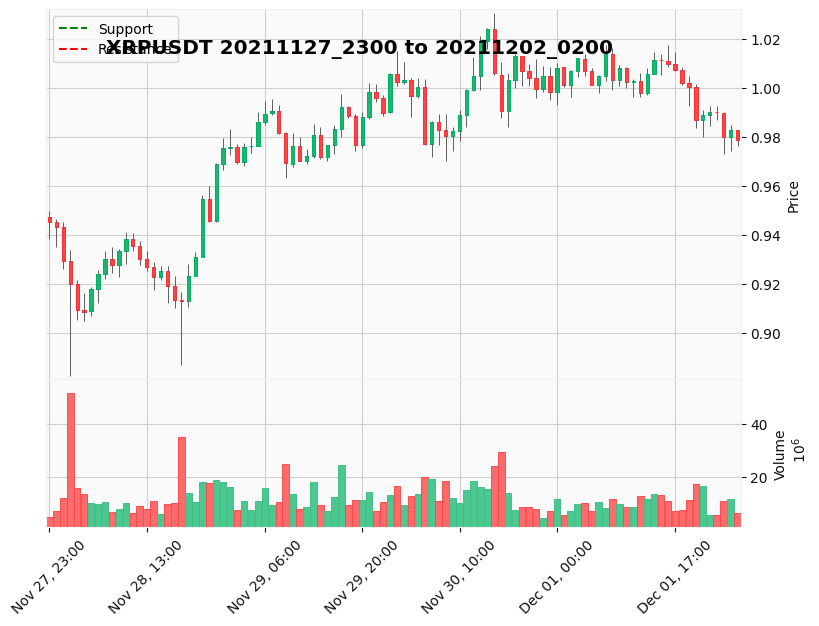 Support
Resistance
XRPUSDT 20211127_2300 to 20211202_0200
1.02
1.00
0.98
0.96
0.94
0.92
0.90
Price
40
20
Volume
10^6
Nov 27, 23:00
Nov 28, 13:00
Nov 29, 06:00
Nov 29, 20:00
Nov 30, 10:00
Dec 01, 00:00
Dec 01, 17:00